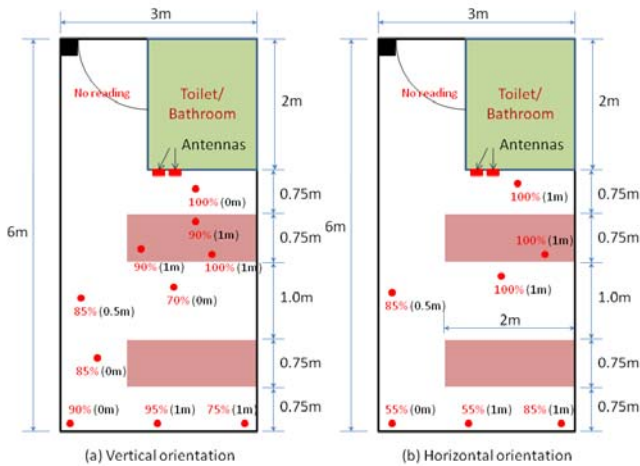 3m
6m
No reading
Toilet/
Bathroom
Antennas
2m
0.75m
0.75m
1.0m
0.75m
0.75m
100% (0m)
90% (1m)
90% (1m)
100% (1m)
70% (0m)
85% (0.5m)
85% (0m)
90% (0m)
95% (1m)
75% (1m)
(a) Vertical orientation
3m
6m
No reading
Toilet/
Bathroom
Antennas
2m
0.75m
0.75m
1.0m
0.75m
0.75m
100% (1m)
100% (1m)
100% (1m)
85% (0.5m)
2m
55% (0m)
55% (1m)
85% (1m)
(b) Horizontal orientation